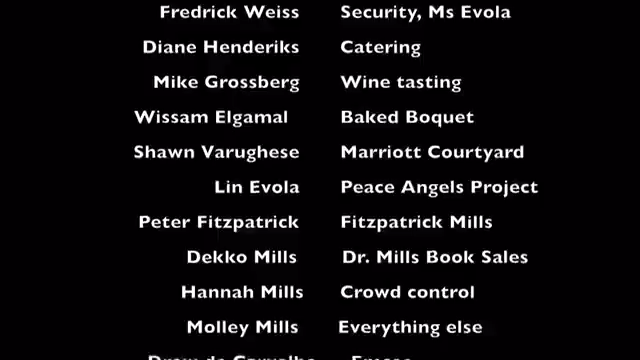 Fredrick Weiss Security, Ms Evola
Diane Henderiks Catering
Mike Grossberg Wine tasting
Wissam Elgamal Baked Boquet
Shawn Varughese Marriott Courtyard
Lin Evola Peace Angels Project
Peter Fitzpatrick Fitzpatrick Mills
Dekko Mills Dr. Mills Book Sales
Hannah Mills Crowd control
Molley Mills Everything else